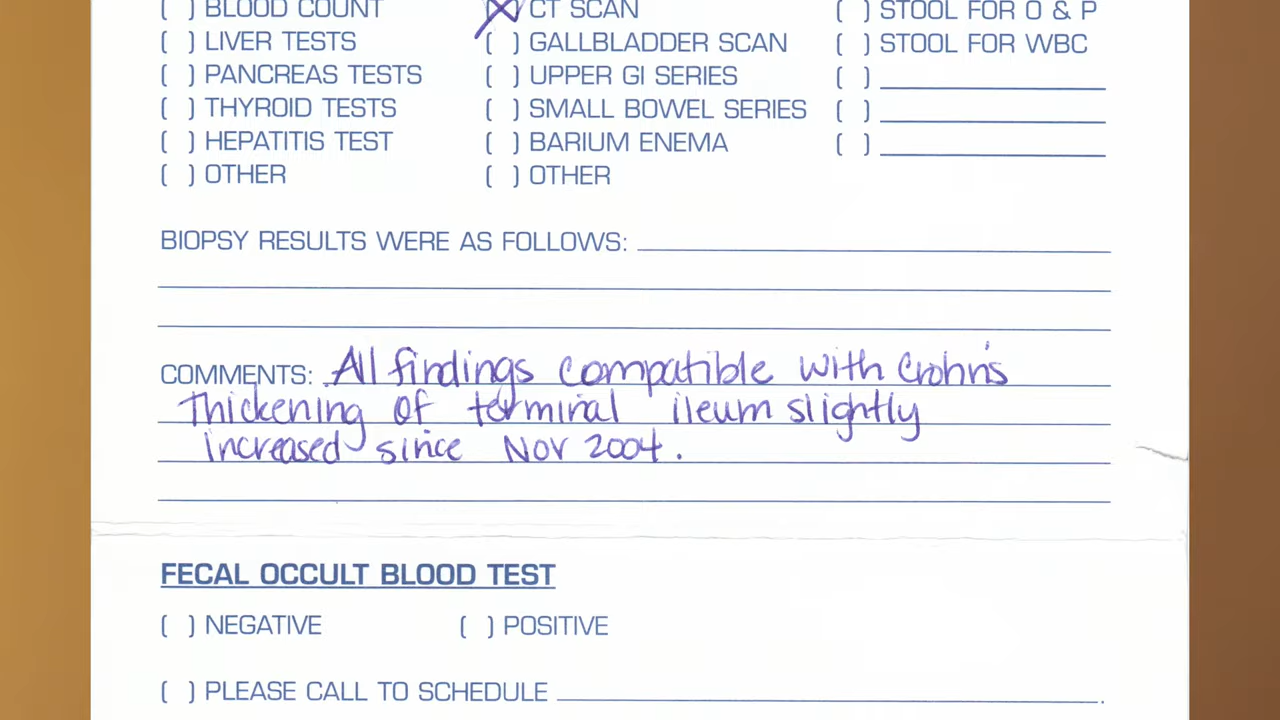 ( ) BLOOD COUNT (X) CT SCAN ( ) STOOL FOR O & P
( ) LIVER TESTS ( ) GALLBLADDER SCAN ( ) STOOL FOR WBC
( ) PANCREAS TESTS ( ) UPPER GI SERIES ( )
( ) THYROID TESTS ( ) SMALL BOWEL SERIES ( )
( ) HEPATITIS TEST ( ) BARIUM ENEMA ( )
( ) OTHER ( ) OTHER
BIOPSY RESULTS WERE AS FOLLOWS:
COMMENTS: All findings compatible with Crohn's
Thickening of terminal ileum slightly
increased since Nov 2004.
FECAL OCCULT BLOOD TEST
( ) NEGATIVE ( ) POSITIVE
( ) PLEASE CALL TO SCHEDULE .